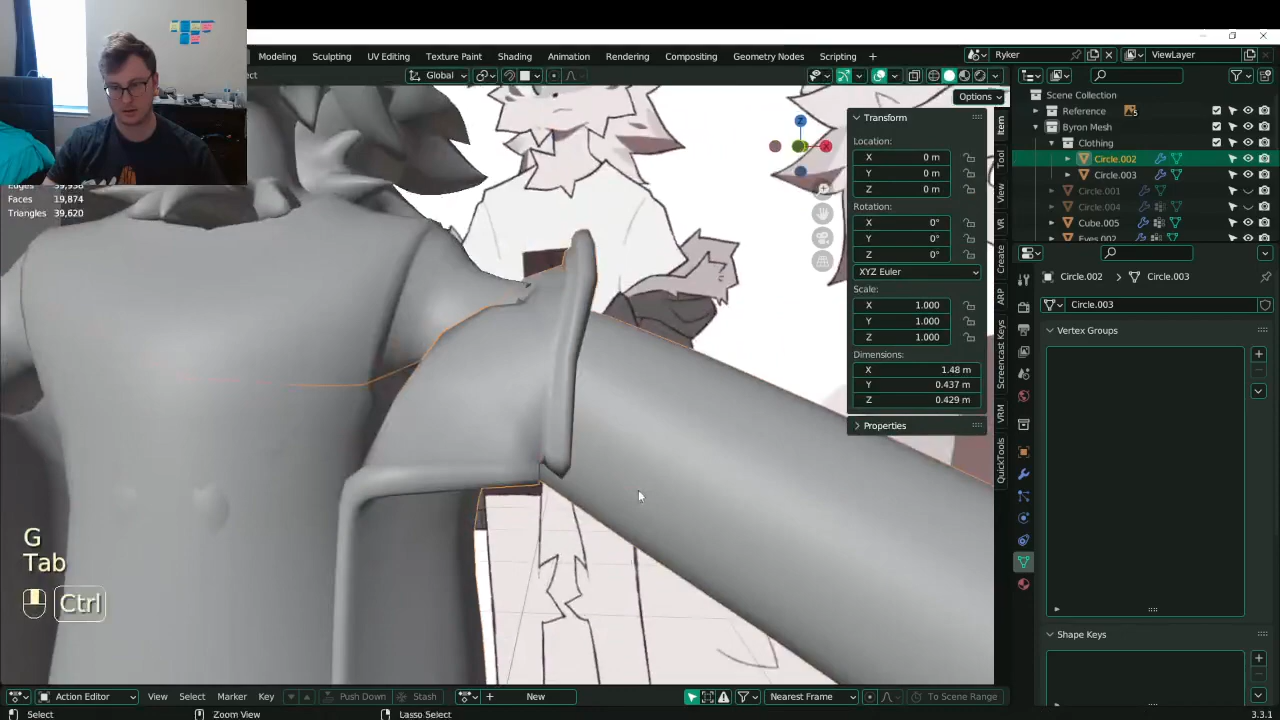 Modeling Sculpting UV Editing Texture Paint Shading Animation Rendering Compositing Geometry Nodes Scripting + Ryker ViewLayer
Global
Options
Transform
Location:
X 0 m
Y 0 m
Z 0 m
Rotation:
X 0°
Y 0°
Z 0°
XYZ Euler
Scale:
X 1.000
Y 1.000
Z 1.000
Dimensions:
X 1.48 m
Y 0.437 m
Z 0.429 m
Properties
Item
Tool
View
VR
Create
ARP
Screencast Keys
VRM
QuickTools
Z
X
Faces 19,874
Triangles 39,620
G
Tab
Ctrl
Scene Collection
Reference 5
Byron Mesh
Clothing
Circle.002
Circle.003
Circle.001
Circle.004
Cube.005
Eyes.002
Circle.002 > Circle.003
Circle.003
Vertex Groups
Shape Keys
Action Editor View Select Marker Key Push Down Stash + New Nearest Frame To Scene Range
Select Zoom View Lasso Select 3.3.1